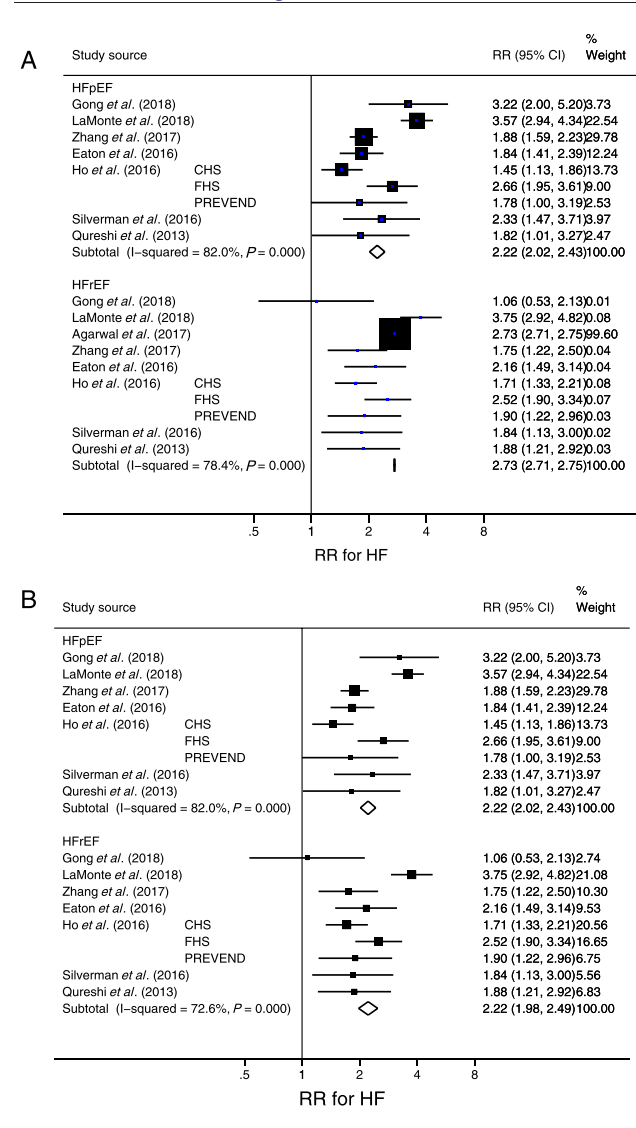 A
Study source RR (95% CI) % Weight
HFpEF
Gong et al. (2018) 3.22 (2.00, 5.20) 3.73
LaMonte et al. (2018) 3.57 (2.94, 4.34) 22.54
Zhang et al. (2017) 1.88 (1.59, 2.23) 29.78
Eaton et al. (2016) 1.84 (1.41, 2.39) 12.24
Ho et al. (2016) CHS 1.45 (1.13, 1.86) 13.73
FHS 2.66 (1.95, 3.61) 9.00
PREVEND 1.78 (1.00, 3.19) 2.53
Silverman et al. (2016) 2.33 (1.47, 3.71) 3.97
Qureshi et al. (2013) 1.82 (1.01, 3.27) 2.47
Subtotal (I−squared = 82.0%, P = 0.000) 2.22 (2.02, 2.43) 100.00
HFrEF
Gong et al. (2018) 1.06 (0.53, 2.13) 0.01
LaMonte et al. (2018) 3.75 (2.92, 4.82) 0.08
Agarwal et al. (2017) 2.73 (2.71, 2.75) 99.60
Zhang et al. (2017) 1.75 (1.22, 2.50) 0.04
Eaton et al. (2016) 2.16 (1.49, 3.14) 0.04
Ho et al. (2016) CHS 1.71 (1.33, 2.21) 0.08
FHS 2.52 (1.90, 3.34) 0.07
PREVEND 1.90 (1.22, 2.96) 0.03
Silverman et al. (2016) 1.84 (1.13, 3.00) 0.02
Qureshi et al. (2013) 1.88 (1.21, 2.92) 0.03
Subtotal (I−squared = 78.4%, P = 0.000) 2.73 (2.71, 2.75) 100.00
.5 1 2 4 8
RR for HF
B
Study source RR (95% CI) % Weight
HFpEF
Gong et al. (2018) 3.22 (2.00, 5.20) 3.73
LaMonte et al. (2018) 3.57 (2.94, 4.34) 22.54
Zhang et al. (2017) 1.88 (1.59, 2.23) 29.78
Eaton et al. (2016) 1.84 (1.41, 2.39) 12.24
Ho et al. (2016) CHS 1.45 (1.13, 1.86) 13.73
FHS 2.66 (1.95, 3.61) 9.00
PREVEND 1.78 (1.00, 3.19) 2.53
Silverman et al. (2016) 2.33 (1.47, 3.71) 3.97
Qureshi et al. (2013) 1.82 (1.01, 3.27) 2.47
Subtotal (I−squared = 82.0%, P = 0.000) 2.22 (2.02, 2.43) 100.00
HFrEF
Gong et al. (2018) 1.06 (0.53, 2.13) 2.74
LaMonte et al. (2018) 3.75 (2.92, 4.82) 21.08
Zhang et al. (2017) 1.75 (1.22, 2.50) 10.30
Eaton et al. (2016) 2.16 (1.49, 3.14) 9.53
Ho et al. (2016) CHS 1.71 (1.33, 2.21) 20.56
FHS 2.52 (1.90, 3.34) 16.65
PREVEND 1.90 (1.22, 2.96) 6.75
Silverman et al. (2016) 1.84 (1.13, 3.00) 5.56
Qureshi et al. (2013) 1.88 (1.21, 2.92) 6.83
Subtotal (I−squared = 72.6%, P = 0.000) 2.22 (1.98, 2.49) 100.00
.5 1 2 4 8
RR for HF